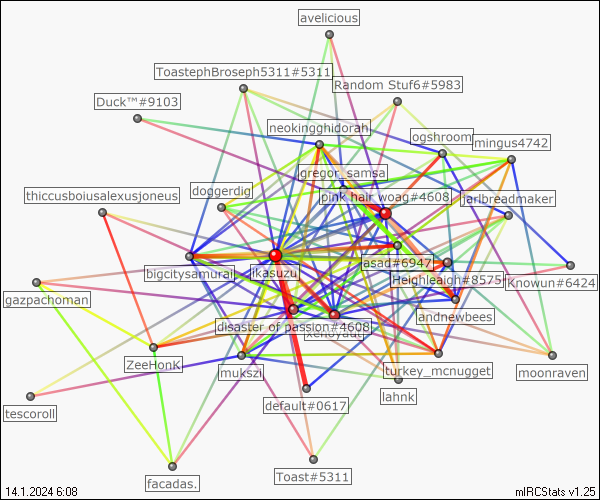 avelicious
ToastephBroseph5311#5311
Random Stuf6#5983
Duck™#9103
neokingghidorah
ogshroom
mingus4742
gregor_samsa
thiccusboiusalexusjoneus
doggerdig
pink hair woag#4608
jarlbreadmaker
bigcitysamurai
ikasuzu
jasad#6947
Heighleaigh#8575
Knowun#6424
gazpachoman
andnewbees
disaster of passion#4608
ZeeHonK
mukszi
turkey_mcnugget
moonraven
default#0617
lahnk
tescoroll
facadas.
Toast#5311
14.1.2024 6:08
mIRCStats v1.25